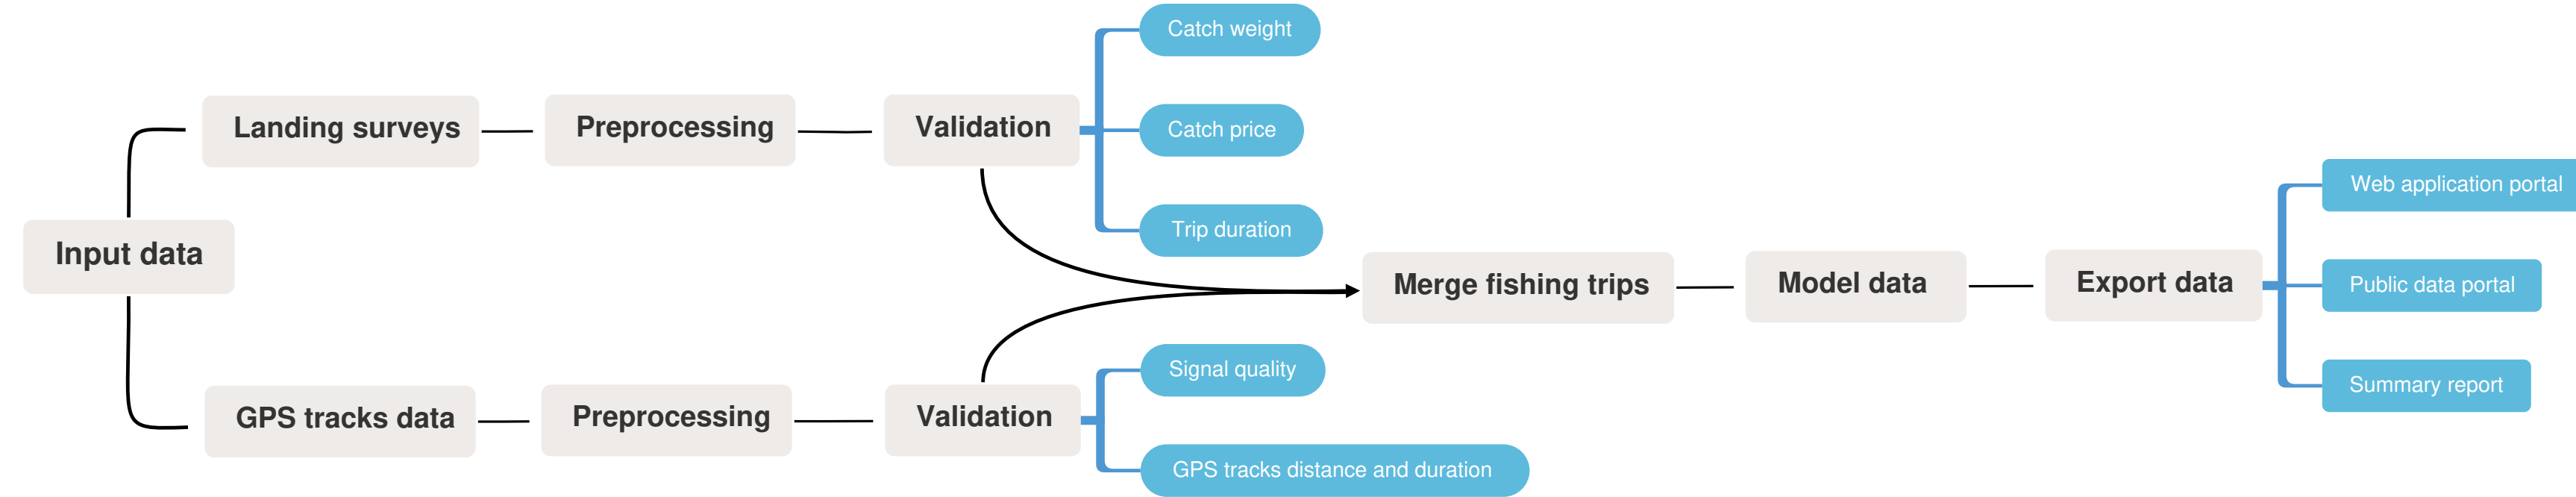 Input data
Landing surveys
Preprocessing
Validation
Catch weight
Catch price
Trip duration
GPS tracks data
Preprocessing
Validation
Signal quality
GPS tracks distance and duration
Merge fishing trips
Model data
Export data
Web application portal
Public data portal
Summary report